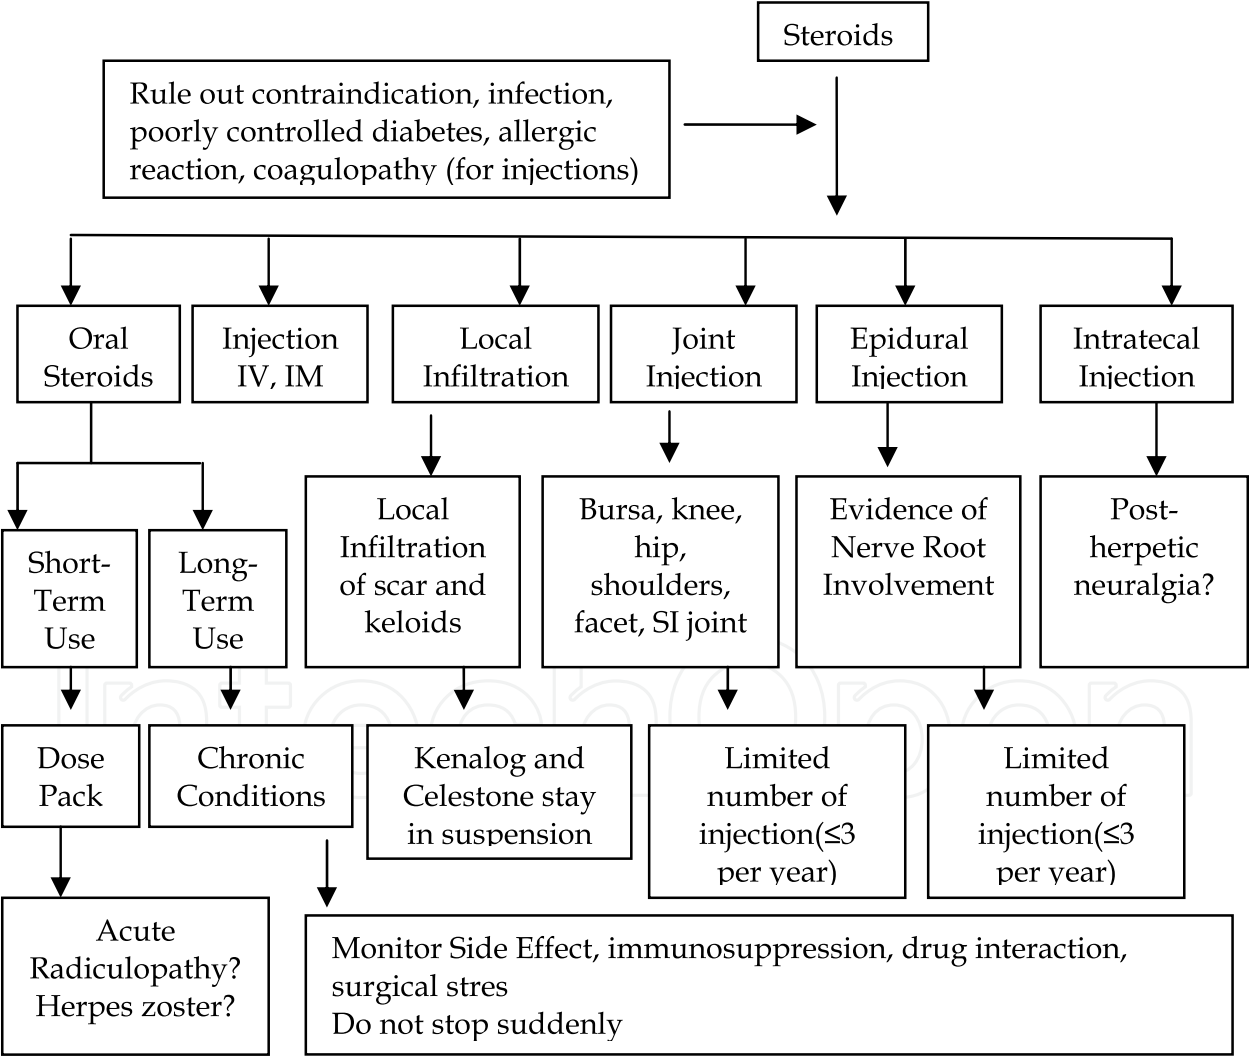 Steroids
Rule out contraindication, infection,
poorly controlled diabetes, allergic
reaction, coagulopathy (for injections)
Oral
Steroids
Injection
IV, IM
Local
Infiltration
Joint
Injection
Epidural
Injection
Intratecal
Injection
Short-
Term
Use
Long-
Term
Use
Local
Infiltration
of scar and
keloids
Bursa, knee,
hip,
shoulders,
facet, SI joint
Evidence of
Nerve Root
Involvement
Post-
herpetic
neuralgia?
Dose
Pack
Chronic
Conditions
Kenalog and
Celestone stay
in suspension
Limited
number of
injection(≤3
per year)
Limited
number of
injection(≤3
per year)
Acute
Radiculopathy?
Herpes zoster?
Monitor Side Effect, immunosuppression, drug interaction,
surgical stres
Do not stop suddenly
IntechOpen